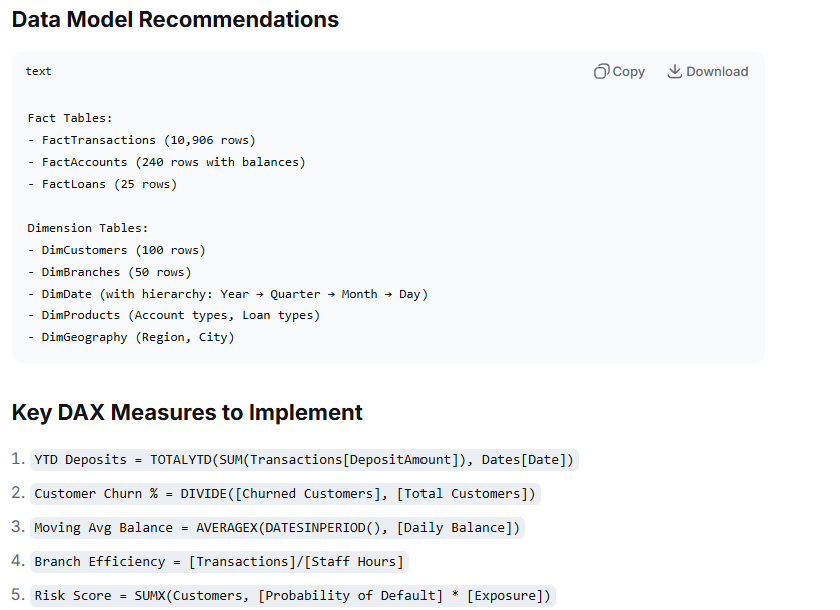 Data Model Recommendations
text
Copy
Download
Fact Tables:
- FactTransactions (10,906 rows)
- FactAccounts (240 rows with balances)
- FactLoans (25 rows)
Dimension Tables:
- DimCustomers (100 rows)
- DimBranches (50 rows)
- DimDate (with hierarchy: Year → Quarter → Month → Day)
- DimProducts (Account types, Loan types)
- DimGeography (Region, City)
Key DAX Measures to Implement
1. YTD Deposits = TOTALYTD(SUM(Transactions[DepositAmount]), Dates[Date])
2. Customer Churn % = DIVIDE([Churned Customers], [Total Customers])
3. Moving Avg Balance = AVERAGEX(DATESINPERIOD(), [Daily Balance])
4. Branch Efficiency = [Transactions]/[Staff Hours]
5. Risk Score = SUMX(Customers, [Probability of Default] * [Exposure])